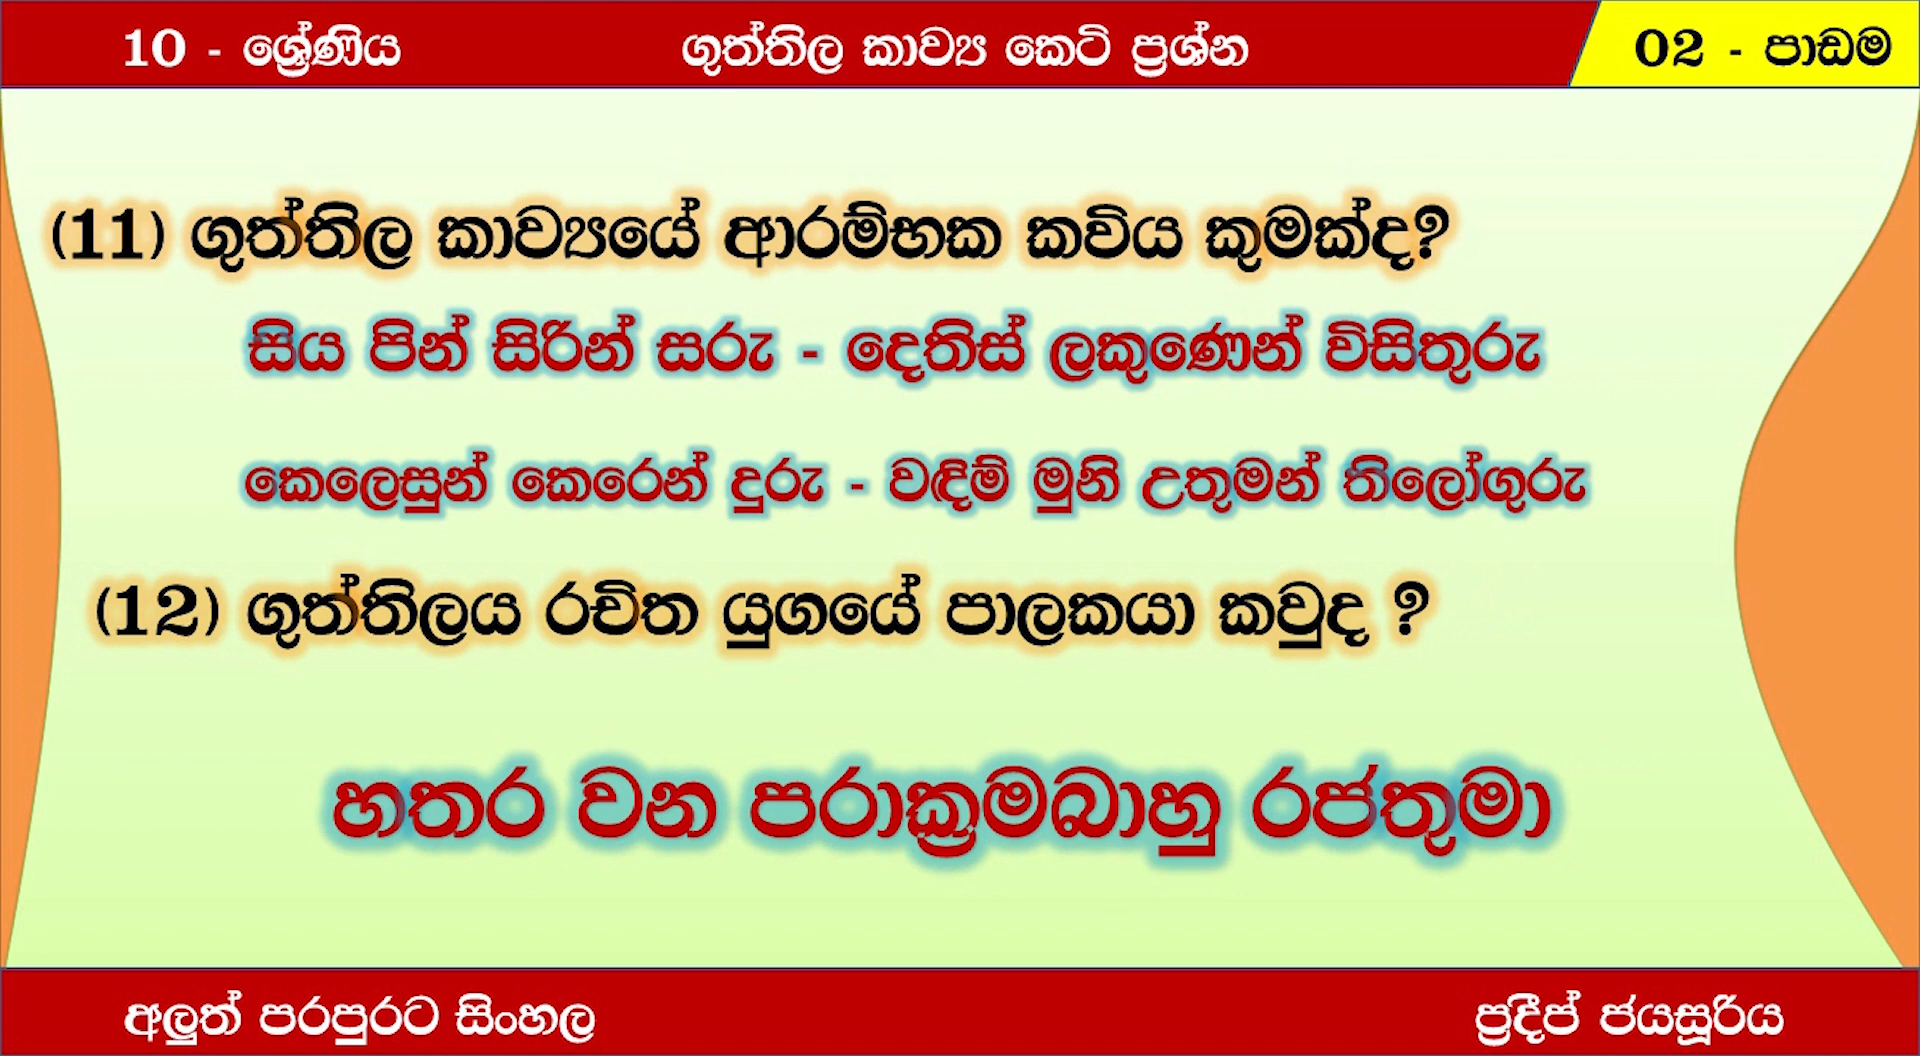 10 - ශ්‍රේණිය
ගුත්තිල කාව්‍ය කෙටි ප්‍රශ්න
02 - පාඩම
(11) ගුත්තිල කාව්‍යයේ ආරම්භක කවිය කුමක්ද?
සිය පින් සිරින් සරු - දෙතිස් ලකුණෙන් විසිතුරු
කෙලෙසුන් කෙරෙන් දුරු - වඳිම් මුනි උතුමන් තිලෝගුරු
(12) ගුත්තිලය රචිත යුගයේ පාලකයා කවුද ?
හතර වන පරාක්‍රමබාහු රජතුමා
අලුත් පරපුරට සිංහල
ප්‍රදීප් ජයසූරිය